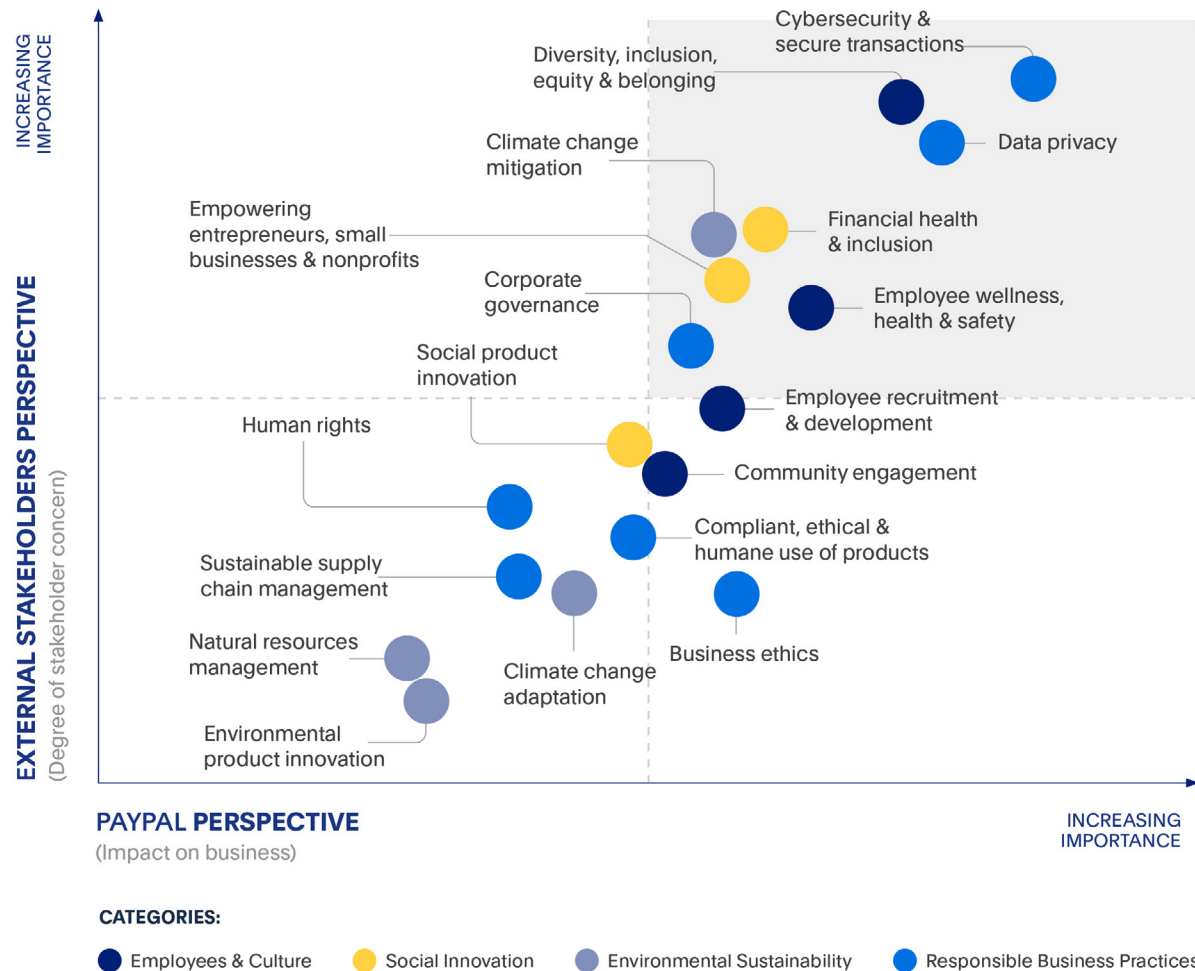 INCREASING
IMPORTANCE
EXTERNAL STAKEHOLDERS PERSPECTIVE
(Degree of stakeholder concern)
Cybersecurity &
secure transactions
Diversity, inclusion,
equity & belonging
Data privacy
Climate change
mitigation
Empowering
entrepreneurs, small
businesses & nonprofits
Financial health
& inclusion
Corporate
governance
Employee wellness,
health & safety
Social product
innovation
Employee recruitment
& development
Human rights
Community engagement
Compliant, ethical &
humane use of products
Sustainable supply
chain management
Natural resources
management
Climate change
adaptation
Business ethics
Environmental
product innovation
PAYPAL PERSPECTIVE
(Impact on business)
INCREASING
IMPORTANCE
CATEGORIES:
Employees & Culture
Social Innovation
Environmental Sustainability
Responsible Business Practices